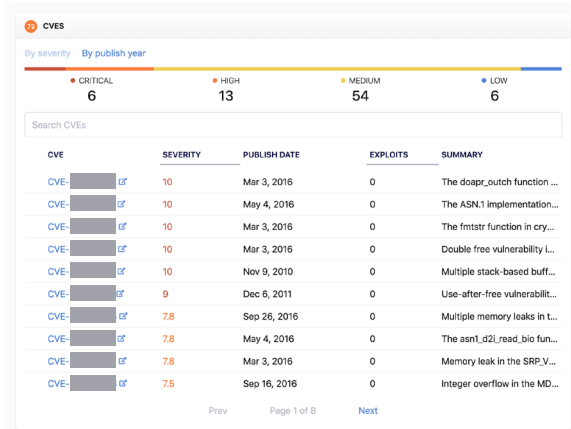 72 CVES
By severity By publish year
CRITICAL HIGH MEDIUM LOW
6 13 54 6
Search CVEs
CVE SEVERITY PUBLISH DATE EXPLOITS SUMMARY
CVE- 10 Mar 3, 2016 0 The doapr_outch function ...
CVE- 10 May 4, 2016 0 The ASN.1 implementation...
CVE- 10 Mar 3, 2016 0 The fmtstr function in cry...
CVE- 10 Mar 3, 2016 0 Double free vulnerability i...
CVE- 10 Nov 9, 2010 0 Multiple stack-based buff...
CVE- 9 Dec 6, 2011 0 Use-after-free vulnerabilit...
CVE- 7.8 Sep 26, 2016 0 Multiple memory leaks in t...
CVE- 7.8 May 4, 2016 0 The asn1_d2i_read_bio fun...
CVE- 7.8 Mar 3, 2016 0 Memory leak in the SRP_V...
CVE- 7.5 Sep 16, 2016 0 Integer overflow in the MD...
Prev Page 1 of 8 Next